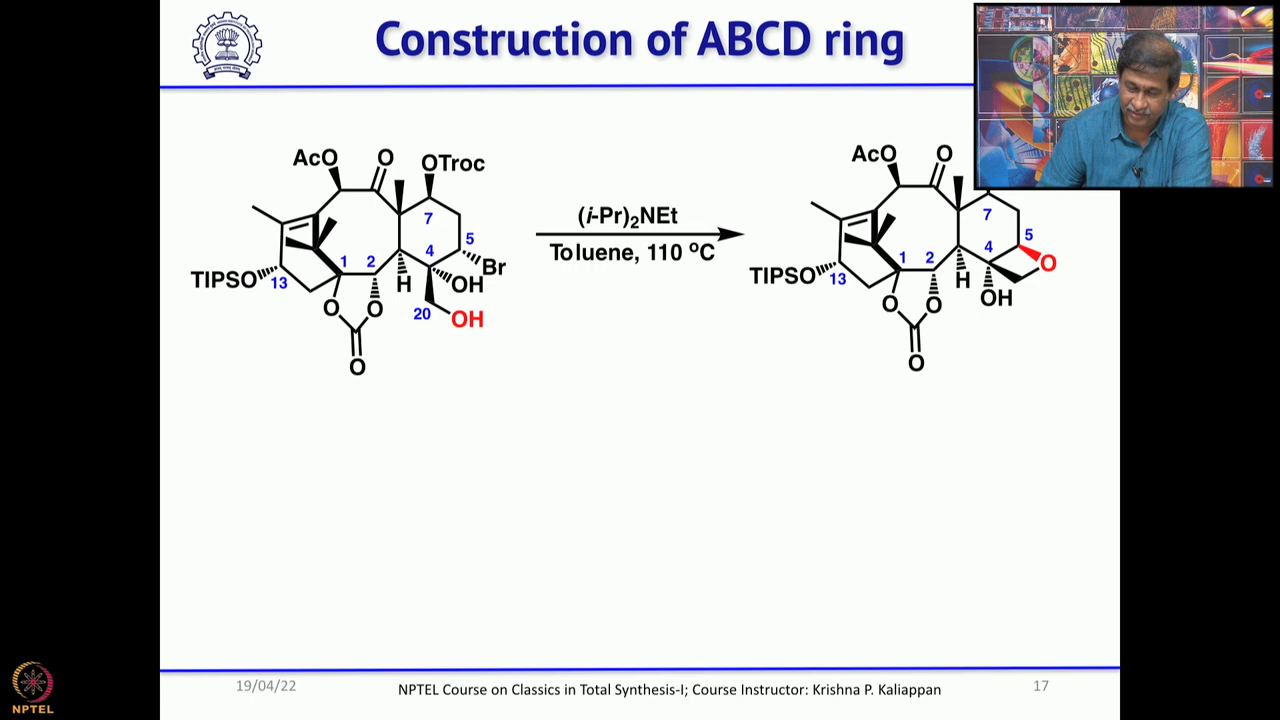 Construction of ABCD ring
AcO
O
OTroc
7
5
4
Br
OH
H
1
2
TIPSO
13
O
O
20
OH
O
(i-Pr)₂NEt
Toluene, 110 ºC
AcO
O
7
5
4
O
1
2
H
TIPSO
13
OH
O
O
O
NPTEL
19/04/22
NPTEL Course on Classics in Total Synthesis-I; Course Instructor: Krishna P. Kaliappan
17